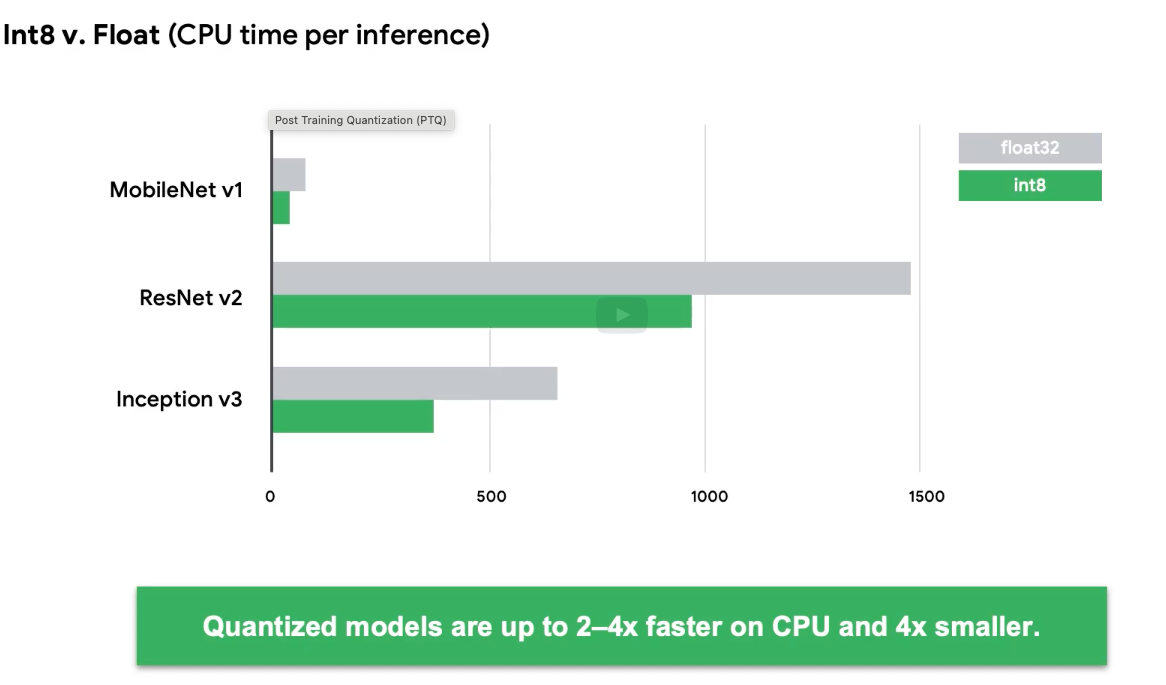 Int8 v. Float (CPU time per inference)
Post Training Quantization (PTQ)
float32
int8
MobileNet v1
ResNet v2
Inception v3
0 500 1000 1500
Quantized models are up to 2–4x faster on CPU and 4x smaller.